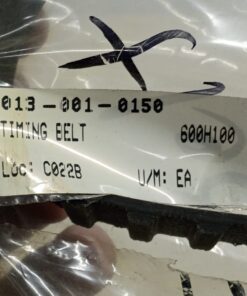 013-001-0150
TIMING BELT 600H100
LOC: C022B U/M: EA